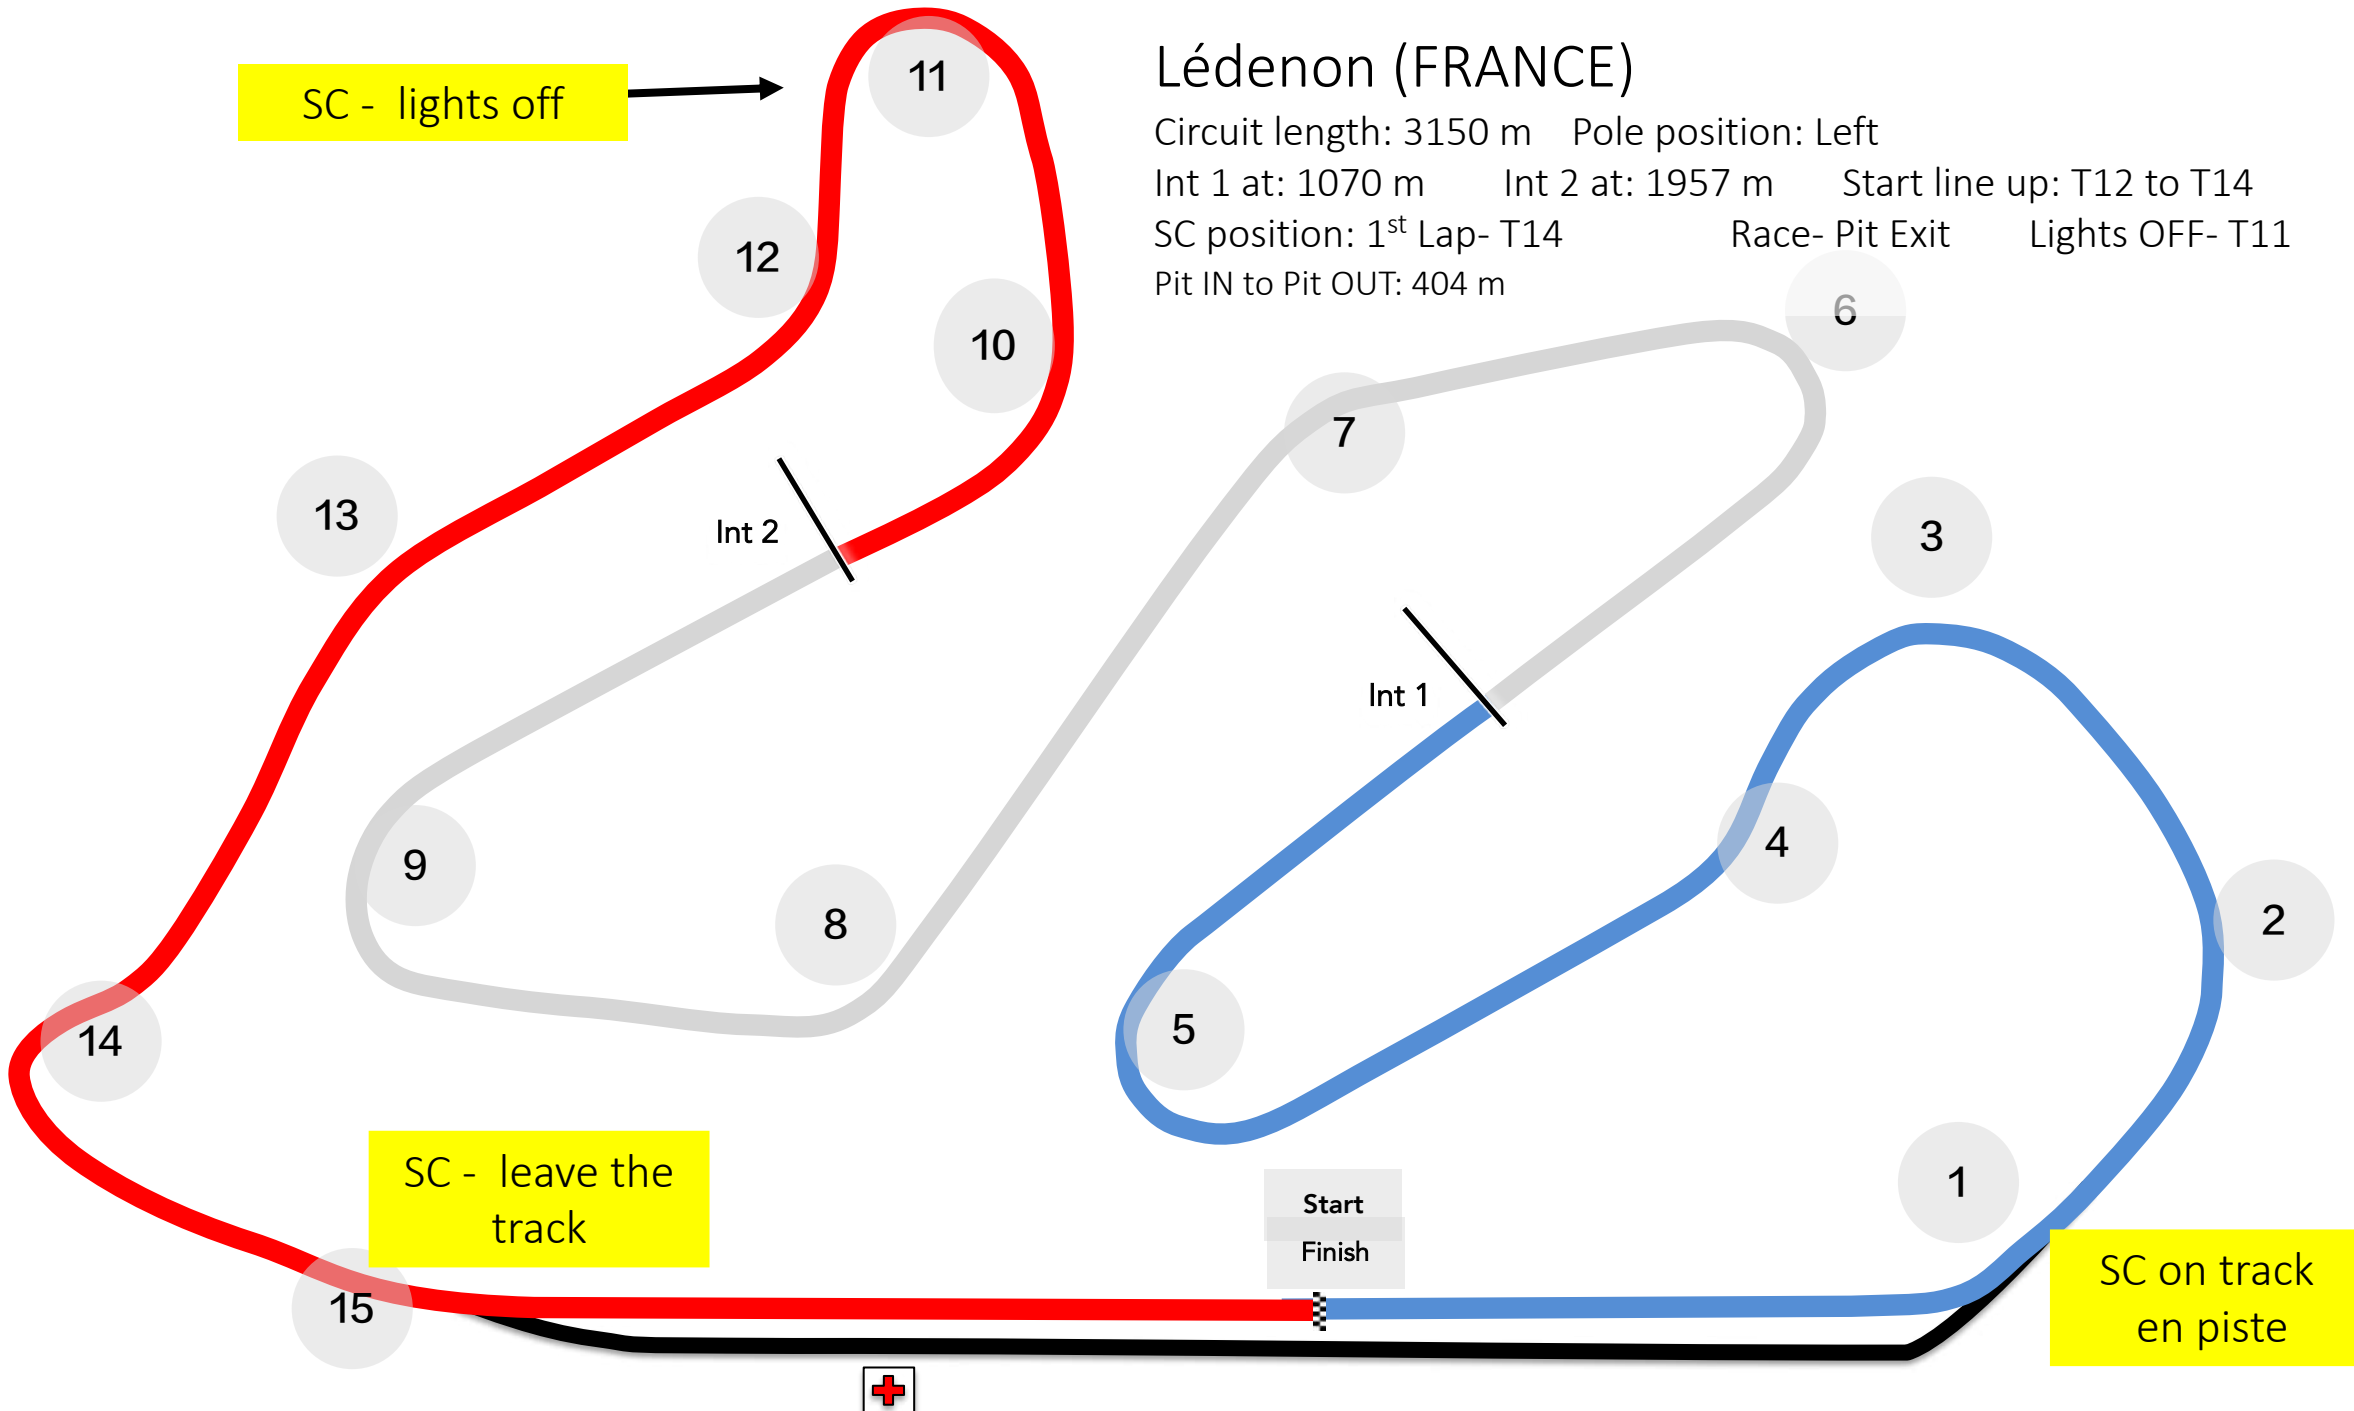 Lédenon (FRANCE)
Circuit length: 3150 m Pole position: Left
Int 1 at: 1070 m Int 2 at: 1957 m Start line up: T12 to T14
SC position: 1st Lap- T14 Race- Pit Exit Lights OFF- T11
Pit IN to Pit OUT: 404 m
SC - lights off
11
12
10
6
7
13
Int 2
3
Int 1
4
9
8
2
5
14
SC - leave the
track
1
Start
Finish
15
SC on track
en piste